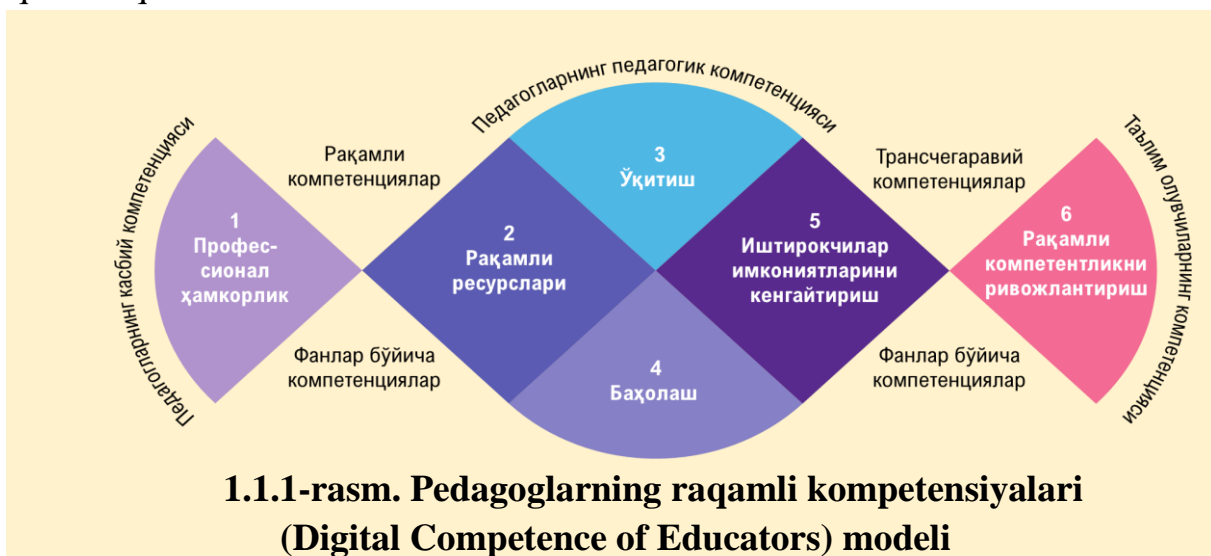 Педагогларнинг касбий компетенцияси
1
Профес-
сионал
ҳамкорлик
Рақамли
компетенциялар
Фанлар бўйича
компетенциялар
2
Рақамли
ресурслари
Педагогларнинг педагогик компетенцияси
3
Ўқитиш
4
Баҳолаш
5
Иштирокчилар
имкониятларини
кенгайтириш
Трансчегаравий
компетенциялар
Фанлар бўйича
компетенциялар
6
Рақамли
компетентликни
ривожлантириш
Таълим олувчиларнинг компетенцияси
1.1.1-rasm. Pedagoglarning raqamli kompetensiyalari
(Digital Competence of Educators) modeli